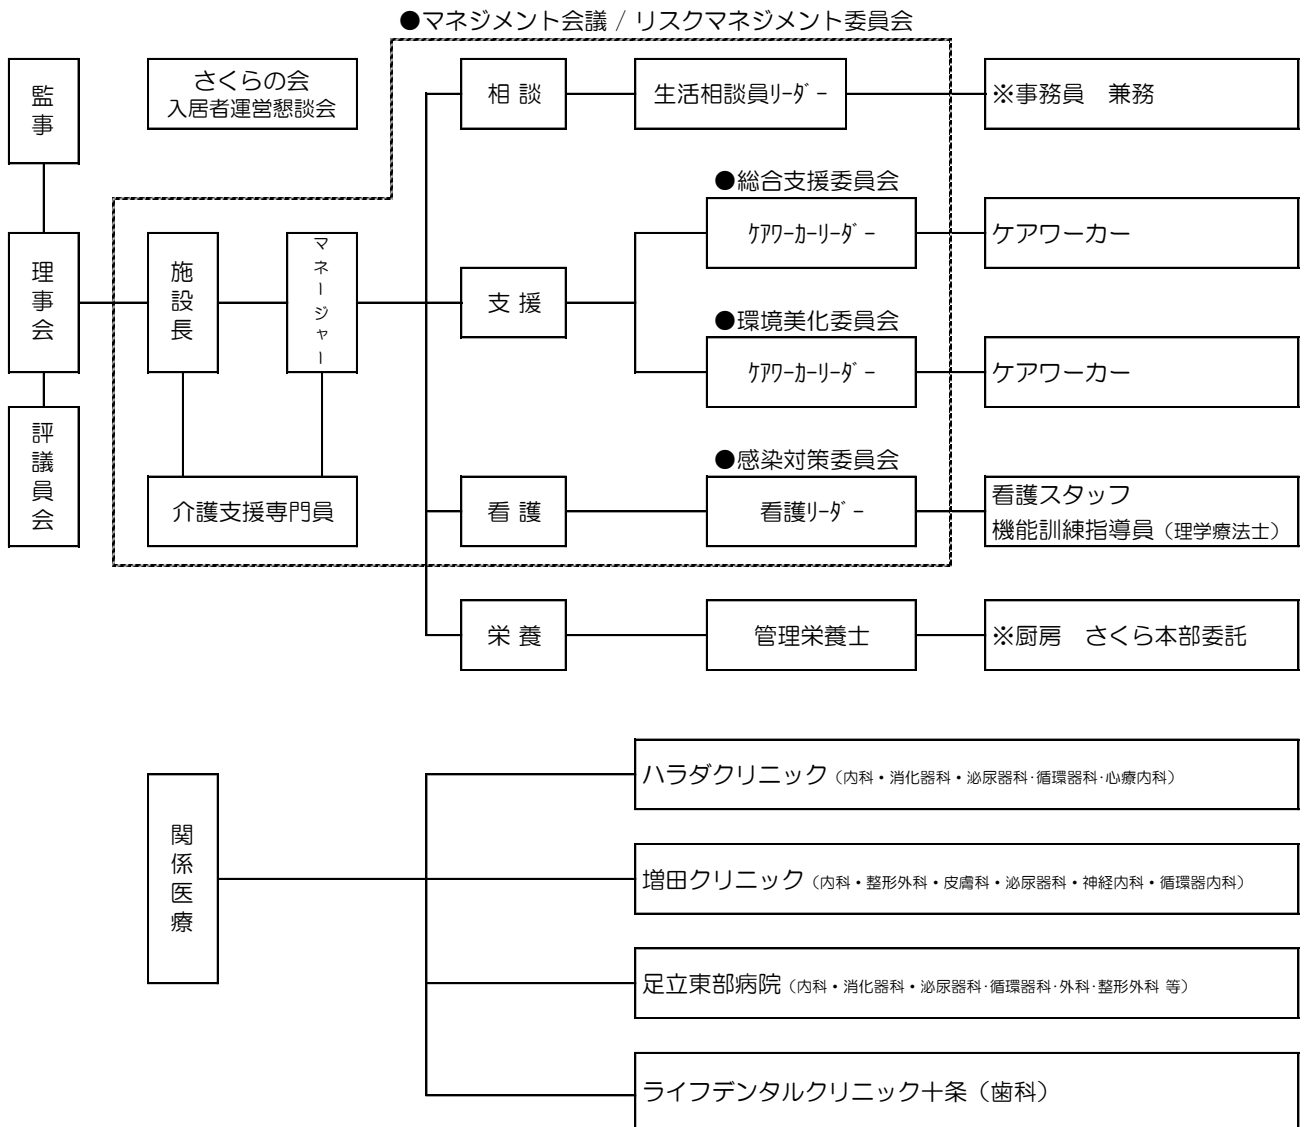 ●マネジメント会議 / リスクマネジメント委員会
監事
さくらの会
入居者運営懇談会
相 談
生活相談員ﾘｰﾀﾞｰ
※事務員　兼務
●総合支援委員会
ｹｱﾜｰｶｰﾘｰﾀﾞｰ
ケアワーカー
理事会
施設長
マネージャー
支 援
●環境美化委員会
ｹｱﾜｰｶｰﾘｰﾀﾞｰ
ケアワーカー
評議員会
介護支援専門員
●感染対策委員会
看 護
看護ﾘｰﾀﾞｰ
看護スタッフ
機能訓練指導員（理学療法士）
栄 養
管理栄養士
※厨房　さくら本部委託
関係医療
ハラダクリニック（内科・消化器科・泌尿器科･循環器科･心療内科）
増田クリニック（内科・整形外科・皮膚科・泌尿器科・神経内科・循環器内科）
足立東部病院（内科・消化器科・泌尿器科･循環器科･外科･整形外科 等）
ライフデンタルクリニック十条（歯科）